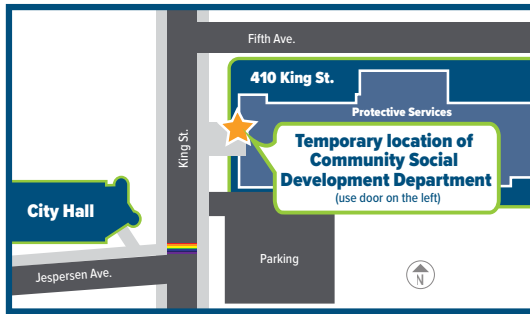 Fifth Ave.
410 King St.
Protective Services
King St.
Temporary location of
Community Social
Development Department
(use door on the left)
City Hall
Parking
Jespersen Ave.
N